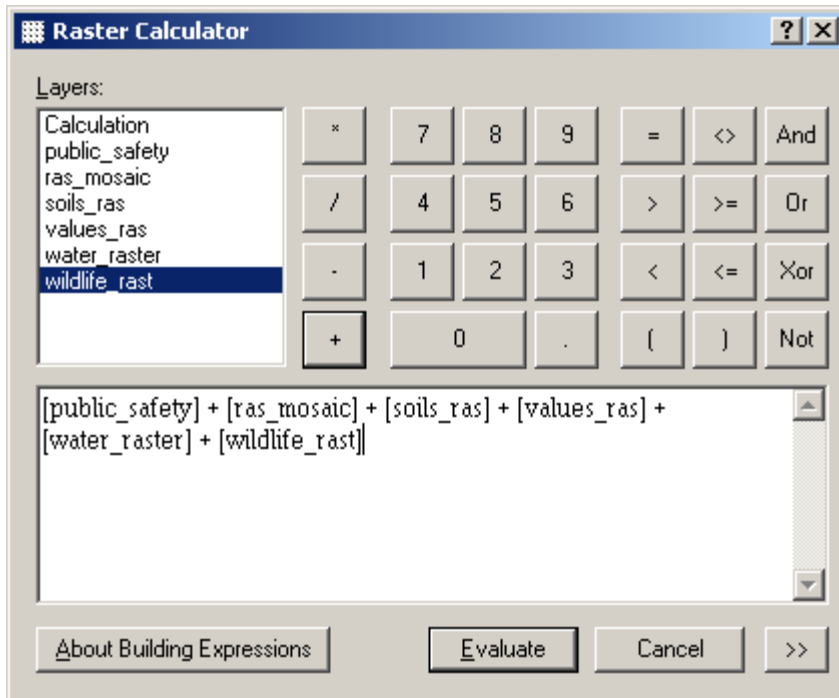 Raster Calculator
? X
Layers:
Calculation
public_safety
ras_mosaic
soils_ras
values_ras
water_raster
wildlife_rast
* 7 8 9 = <> And
/ 4 5 6 > >= Or
- 1 2 3 < <= Xor
+ 0 . ( ) Not
[public_safety] + [ras_mosaic] + [soils_ras] + [values_ras] +
[water_raster] + [wildlife_rast]
About Building Expressions Evaluate Cancel >>